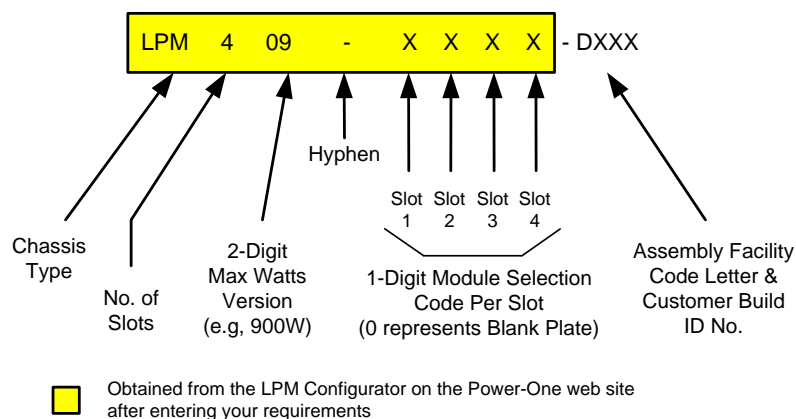 LPM 4 09 - X X X X - DXXX
Hyphen
Slot Slot Slot Slot
1 2 3 4
Chassis
Type
No. of
Slots
2-Digit
Max Watts
Version
(e.g, 900W)
1-Digit Module Selection
Code Per Slot
(0 represents Blank Plate)
Assembly Facility
Code Letter &
Customer Build
ID No.
Obtained from the LPM Configurator on the Power-One web site
after entering your requirements